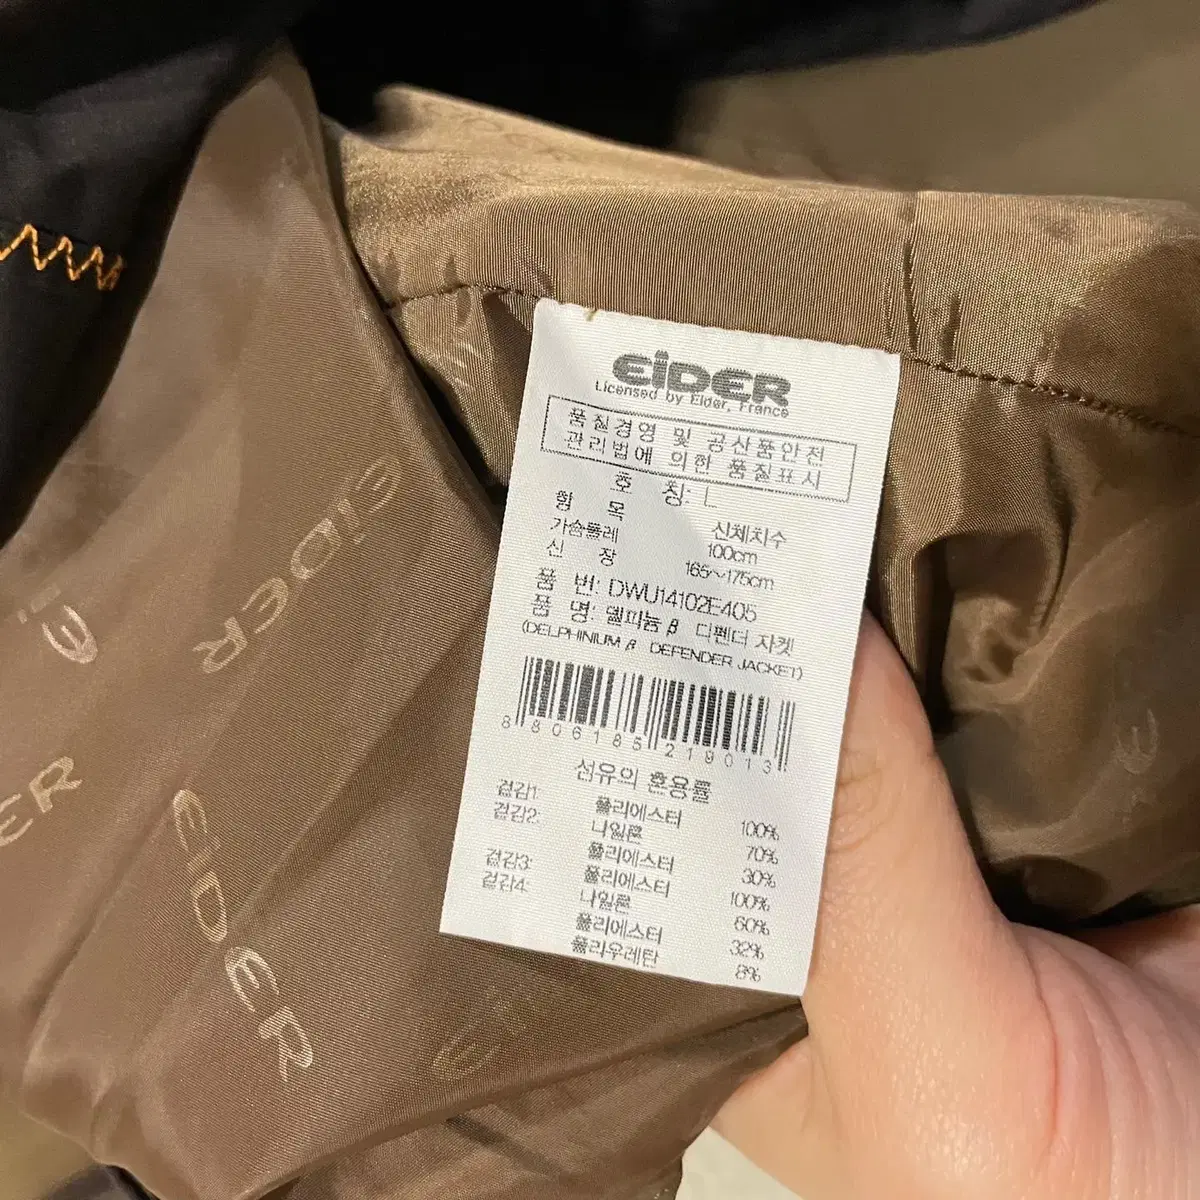 EIDER
Licensed by Eider, France
품질경영 및 공산품안전
관리법에 의한 품질표시
호 칭: L
항 목 신체치수
가슴둘레 100cm
신 장 165~175cm
품 번: DWU14102E405
품 명: 델피늄 β 디펜더 자켓
(DELPHINIUM β DEFENDER JACKET)
8 806185 219013
섬유의 혼용률
겉감1: 폴리에스터 100%
겉감2: 나일론 70%
폴리에스터 30%
겉감3: 폴리에스터 100%
겉감4: 나일론 60%
폴리에스터 32%
폴리우레탄 8%
EIDER
EIDER
DER